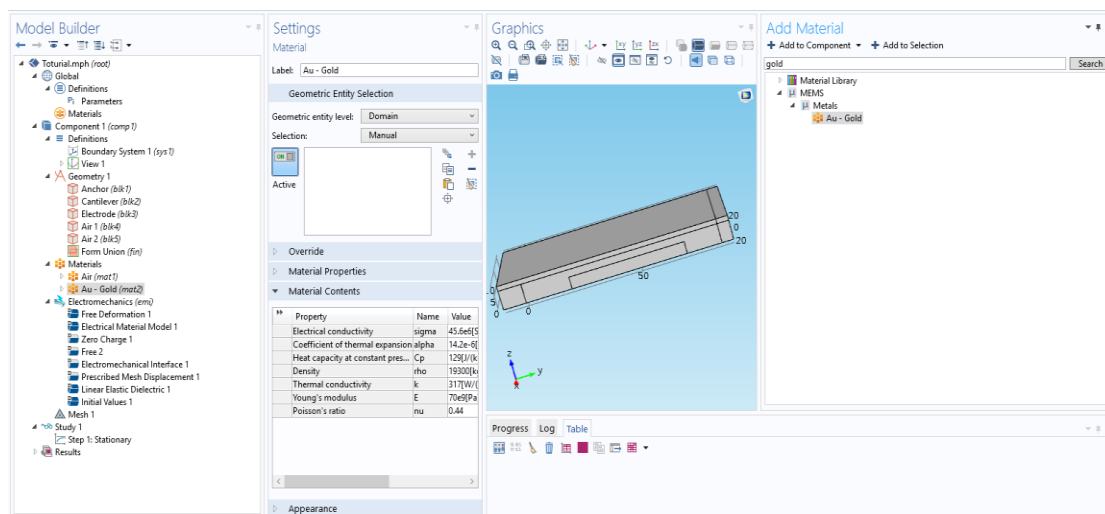 Model Builder
Toturial.mph (root)
Global
Definitions
Pi Parameters
Materials
Component 1 (comp1)
Definitions
Boundary System 1 (sys1)
View 1
Geometry 1
Anchor (blk1)
Cantilever (blk2)
Electrode (blk3)
Air 1 (blk4)
Air 2 (blk5)
Form Union (fin)
Materials
Air (mat1)
Au - Gold (mat2)
Electromechanics (emi)
Free Deformation 1
Electrical Material Model 1
Zero Charge 1
Free 2
Electromechanical Interface 1
Prescribed Mesh Displacement 1
Linear Elastic Dielectric 1
Initial Values 1
Mesh 1
Study 1
Step 1: Stationary
Results
Settings
Material
Label: Au - Gold
Geometric Entity Selection
Geometric entity level: Domain
Selection: Manual
ON
Active
Override
Material Properties
Material Contents
Property Name Value
Electrical conductivity sigma 45.6e6[S
Coefficient of thermal expansion alpha 14.2e-6[
Heat capacity at constant pres... Cp 129[J/(k
Density rho 19300[k
Thermal conductivity k 317[W/(
Young's modulus E 70e9[Pa
Poisson's ratio nu 0.44
Appearance
Graphics
xy yz zx
20
0
20
50
0
5
0
0
z
y
x
Progress Log Table
Add Material
+ Add to Component + Add to Selection
gold Search
Material Library
MEMS
Metals
Au - Gold